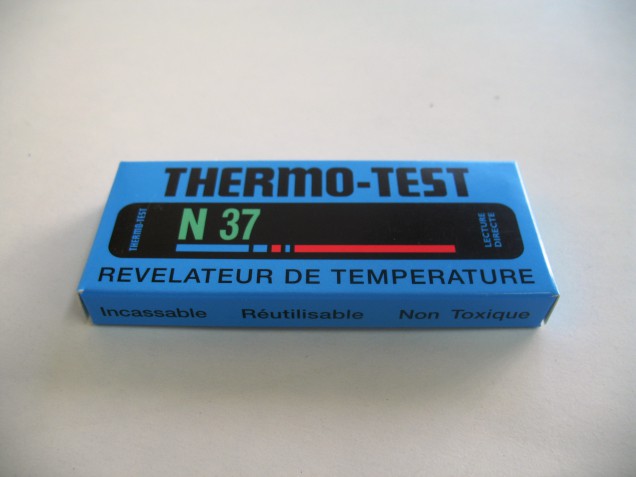 THERMO-TEST
THERMO-TEST
N 37
LECTURE
DIRECTE
REVELATEUR DE TEMPERATURE
Incassable Réutilisable Non Toxique